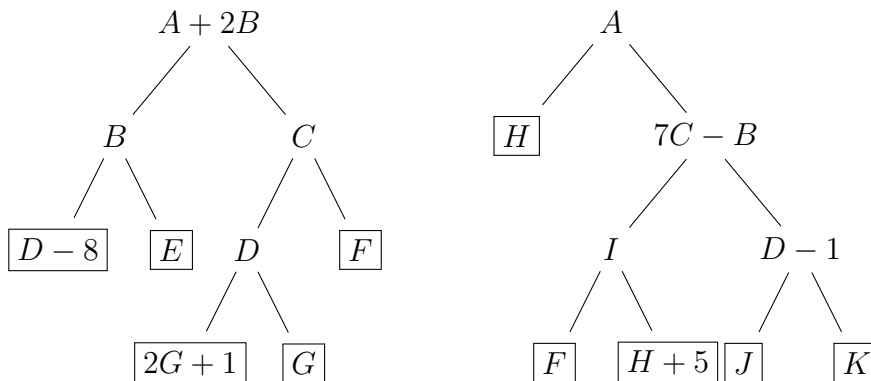 A + 2B A
B C H 7C − B
D − 8 E D F I D − 1
2G + 1 G F H + 5 J K